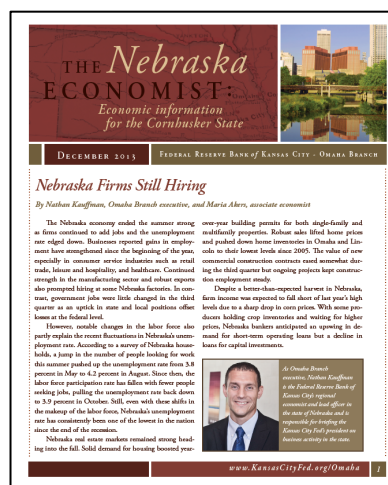 THE Nebraska
ECONOMIST:
Economic information
for the Cornhusker State
DECEMBER 2013
FEDERAL RESERVE BANK of KANSAS CITY - OMAHA BRANCH
Nebraska Firms Still Hiring
By Nathan Kauffman, Omaha Branch executive, and Maria Akers, associate economist
The Nebraska economy ended the summer strong
as firms continued to add jobs and the unemployment
rate edged down. Businesses reported gains in employ-
ment have strengthened since the beginning of the year,
especially in consumer service industries such as retail
trade, leisure and hospitality, and healthcare. Continued
strength in the manufacturing sector and robust exports
also prompted hiring at some Nebraska factories. In con-
trast, government jobs were little changed in the third
quarter as an uptick in state and local positions offset
losses at the federal level.
However, notable changes in the labor force also
partly explain the recent fluctuations in Nebraska's unem-
ployment rate. According to a survey of Nebraska house-
holds, a jump in the number of people looking for work
this summer pushed up the unemployment rate from 3.8
percent in May to 4.2 percent in August. Since then, the
labor force participation rate has fallen with fewer people
seeking jobs, pulling the unemployment rate back down
to 3.9 percent in October. Still, even with these shifts in
the makeup of the labor force, Nebraska's unemployment
rate has consistently been one of the lowest in the nation
since the end of the recession.
Nebraska real estate markets remained strong head-
ing into the fall. Solid demand for housing boosted year-
over-year building permits for both single-family and
multifamily properties. Robust sales lifted home prices
and pushed down home inventories in Omaha and Lin-
coln to their lowest levels since 2005. The value of new
commercial construction contracts eased somewhat dur-
ing the third quarter but ongoing projects kept construc-
tion employment steady.
Despite a better-than-expected harvest in Nebraska,
farm income was expected to fall short of last year's high
levels due to a sharp drop in corn prices. With some pro-
ducers holding crop inventories and waiting for higher
prices, Nebraska bankers anticipated an upswing in de-
mand for short-term operating loans but a decline in
loans for capital investments.
As Omaha Branch
executive, Nathan Kauffman
is the Federal Reserve Bank of
Kansas City's regional
economist and lead officer in
the state of Nebraska and is
responsible for briefing the
Kansas City Fed's president on
business activity in the state.
www.KansasCityFed.org/Omaha
1